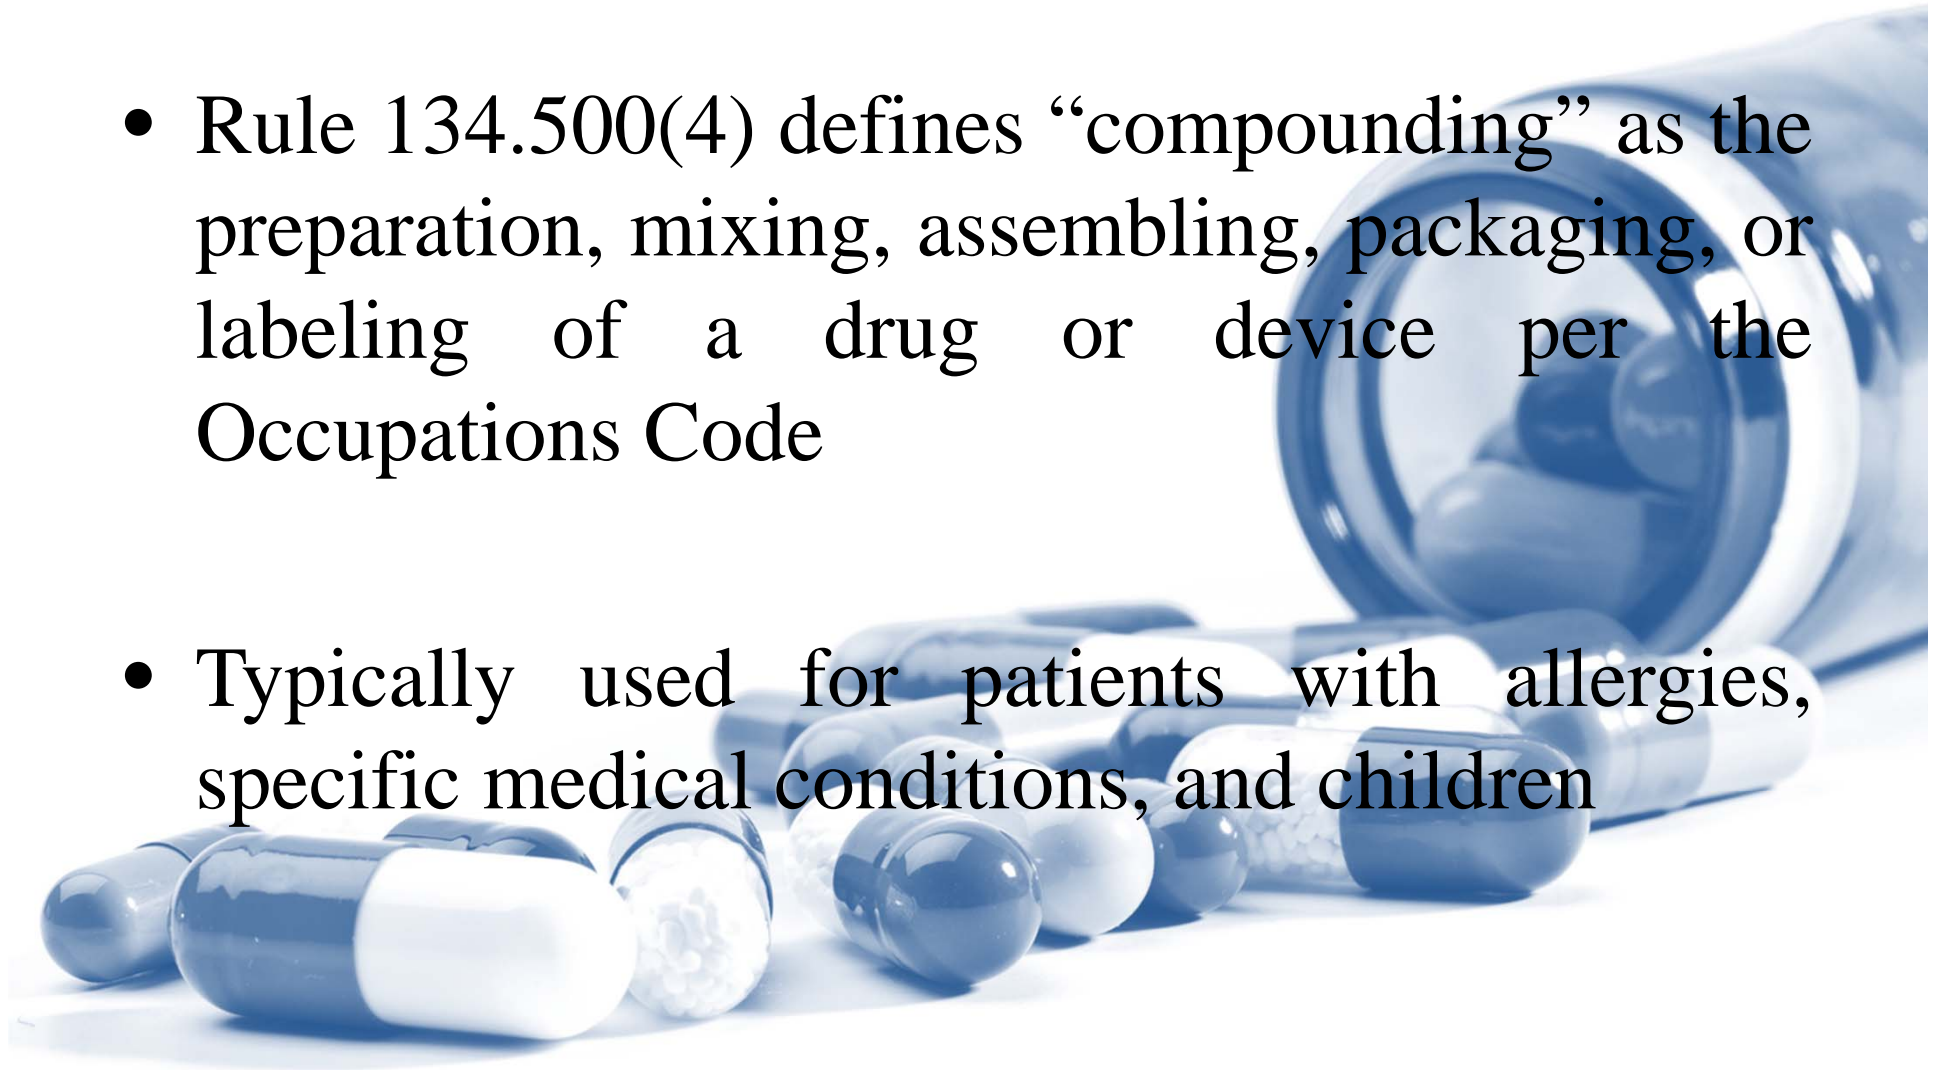 • Rule 134.500(4) defines “compounding” as the
preparation, mixing, assembling, packaging, or
labeling of a drug or device per the
Occupations Code
• Typically used for patients with allergies,
specific medical conditions, and children